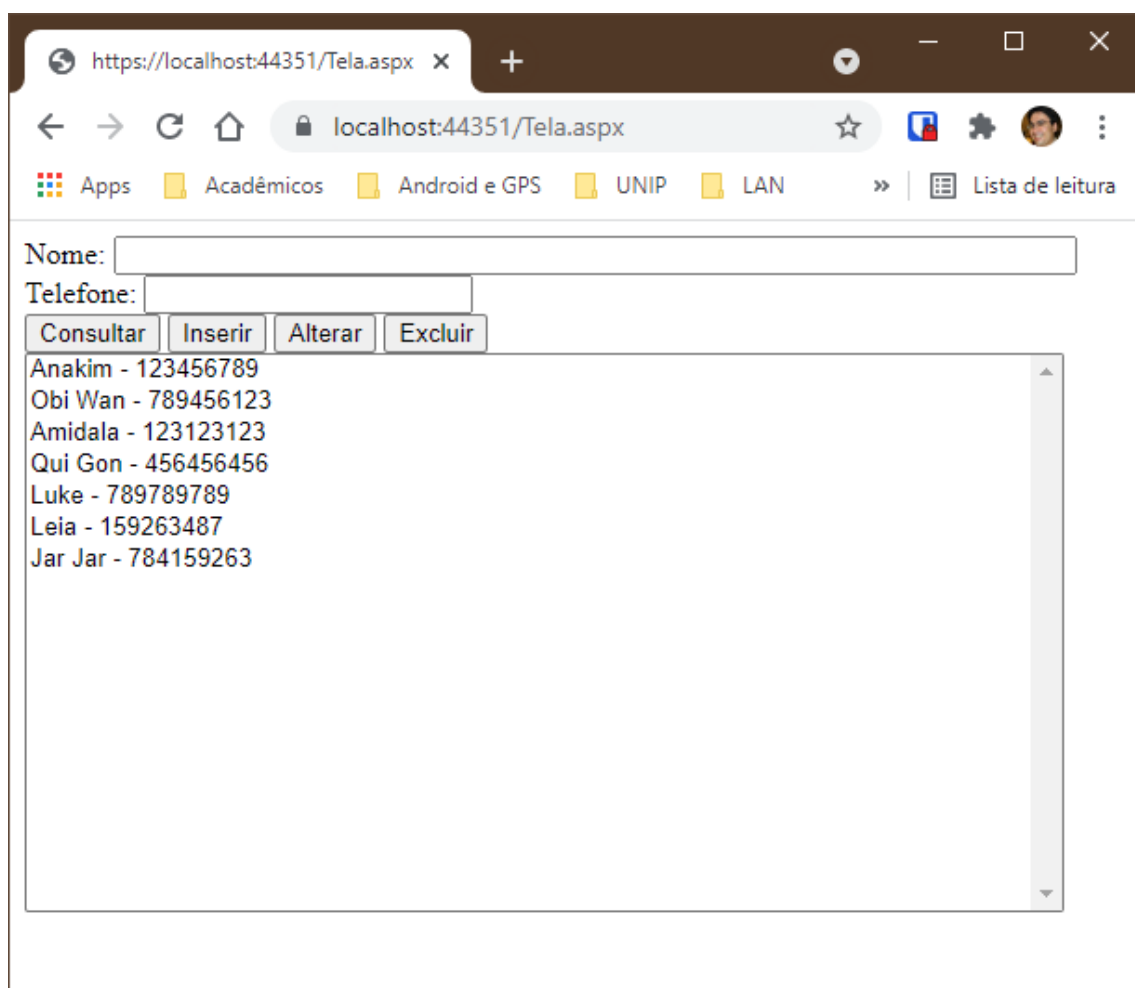 https://localhost:44351/Tela.aspx
localhost:44351/Tela.aspx
Apps Acadêmicos Android e GPS UNIP LAN » Lista de leitura
Nome:
Telefone:
Consultar Inserir Alterar Excluir
Anakim - 123456789
Obi Wan - 789456123
Amidala - 123123123
Qui Gon - 456456456
Luke - 789789789
Leia - 159263487
Jar Jar - 784159263